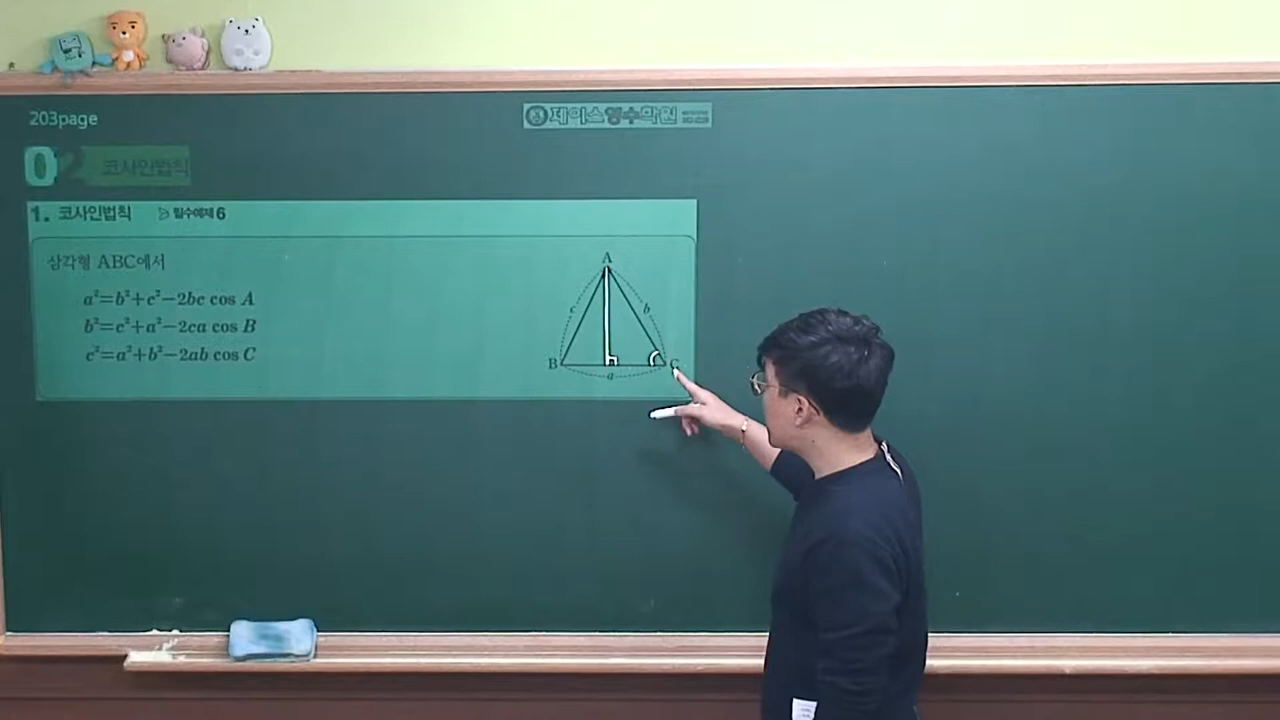 203page
제이스영수학원
02 코사인법칙
1. 코사인법칙 ▷ 필수예제 6
삼각형 ABC에서
a²=b²+c²-2bc cos A
b²=c²+a²-2ca cos B
c²=a²+b²-2ab cos C
A
c b
B C
a